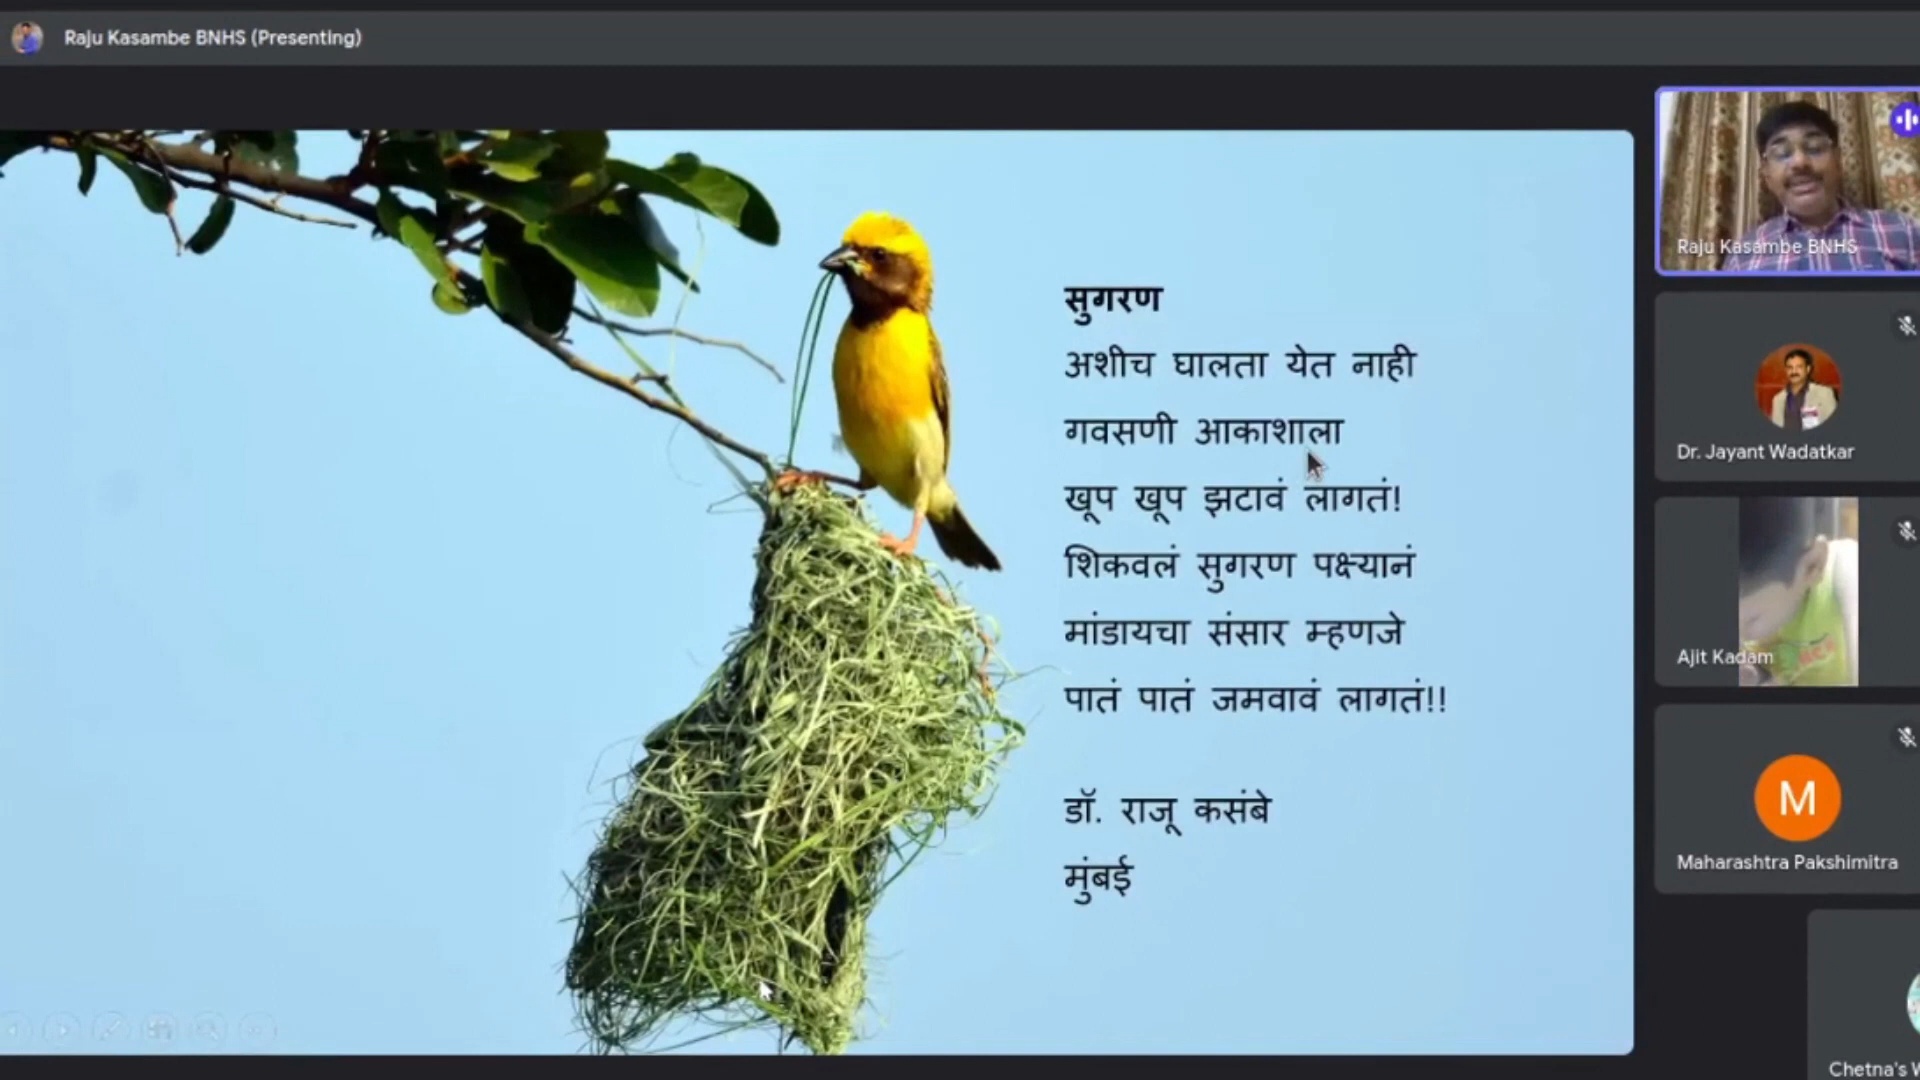 Raju Kasambe BNHS (Presenting)
सुगरण
अशीच घालता येत नाही
गवसणी आकाशाला
खूप खूप झटावं लागतं!
शिकवलं सुगरण पक्ष्यानं
मांडायचा संसार म्हणजे
पातं पातं जमवावं लागतं!!
डॉ. राजू कसंबे
मुंबई
Raju Kasambe BNHS
Dr. Jayant Wadatkar
Ajit Kadam
M
Maharashtra Pakshimitra
Chetna's